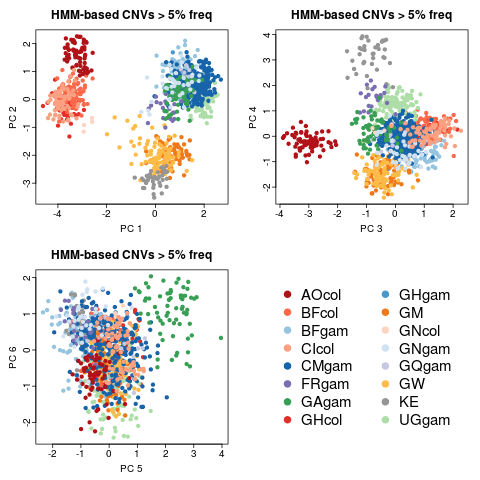 HMM-based CNVs > 5% freq
HMM-based CNVs > 5% freq
2
1
0
-1
-2
-3
PC 2
-4
-2
0
2
PC 1
4
3
2
1
0
-1
-2
PC 4
-4
-3
-2
-1
0
1
2
PC 3
HMM-based CNVs > 5% freq
2
1
0
-1
-2
PC 6
-2
-1
0
1
2
3
4
PC 5
AOcol
BFcol
BFgam
CIcol
CMgam
FRgam
GAgam
GHcol
GHgam
GM
GNcol
GNgam
GQgam
GW
KE
UGgam